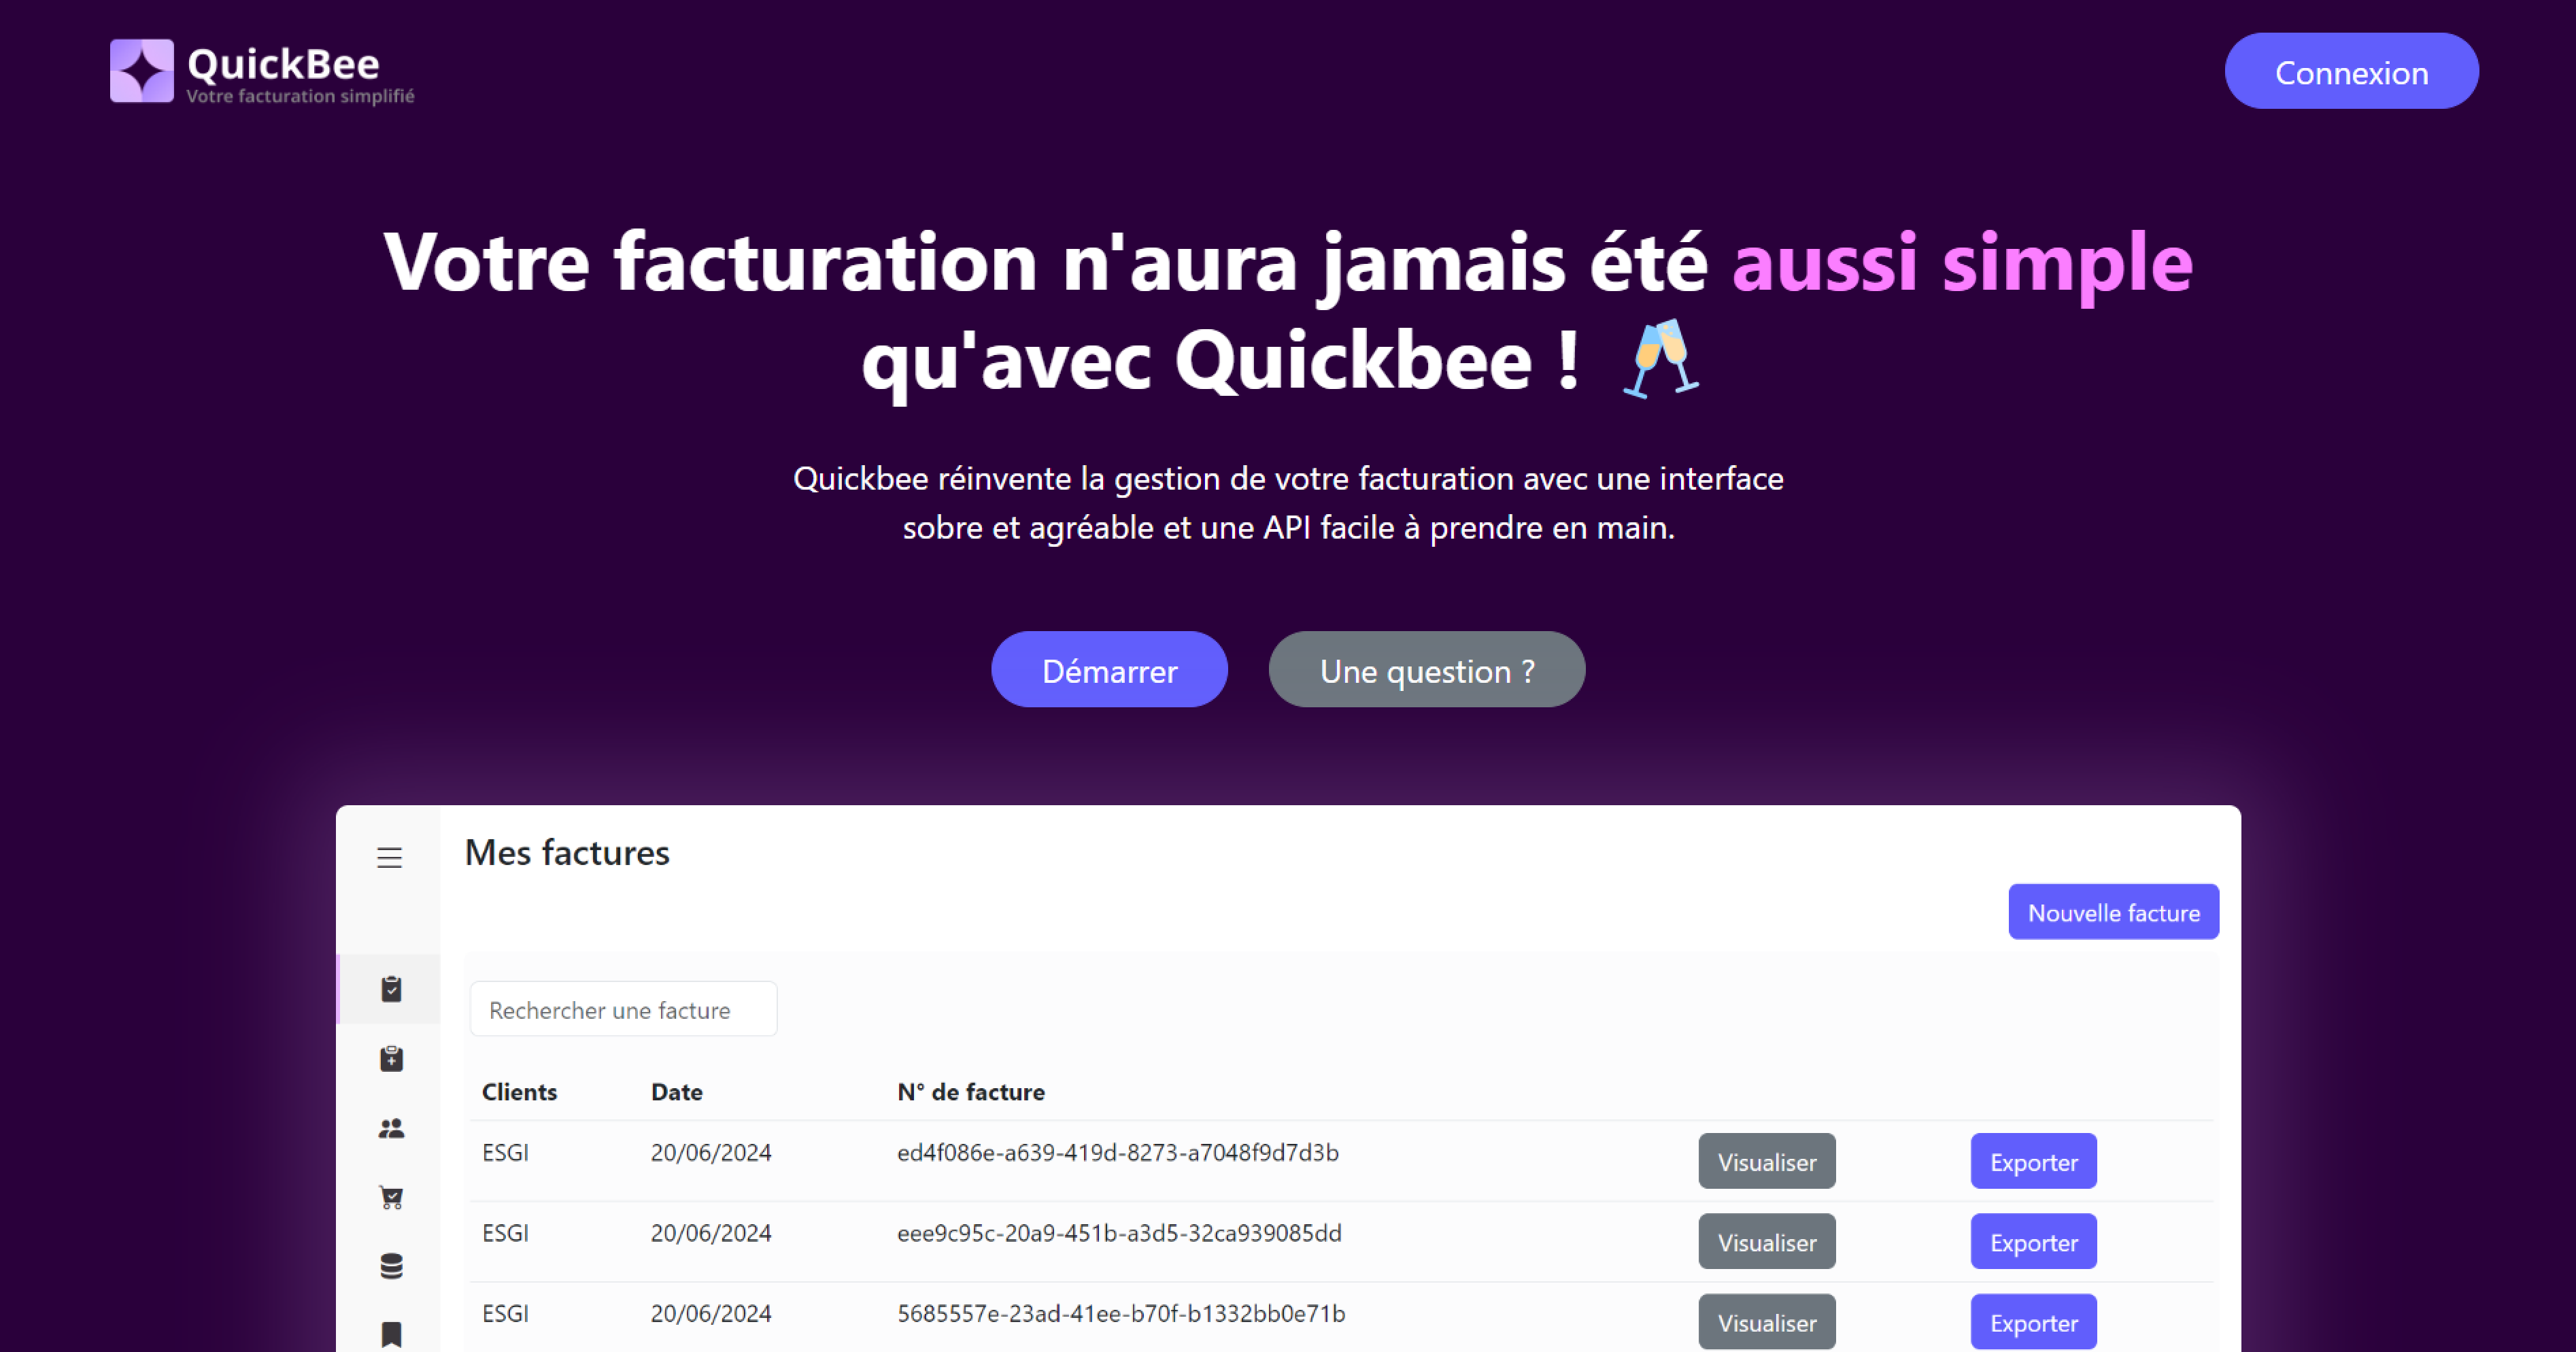 QuickBee
Votre facturation simplifié
Connexion
Votre facturation n'aura jamais été aussi simple
qu'avec Quickbee !
Quickbee réinvente la gestion de votre facturation avec une interface
sobre et agréable et une API facile à prendre en main.
Démarrer
Une question ?
Mes factures
Nouvelle facture
Rechercher une facture
Clients Date N° de facture
ESGI 20/06/2024 ed4f086e-a639-419d-8273-a7048f9d7d3b Visualiser Exporter
ESGI 20/06/2024 eee9c95c-20a9-451b-a3d5-32ca939085dd Visualiser Exporter
ESGI 20/06/2024 5685557e-23ad-41ee-b70f-b1332bb0e71b Visualiser Exporter